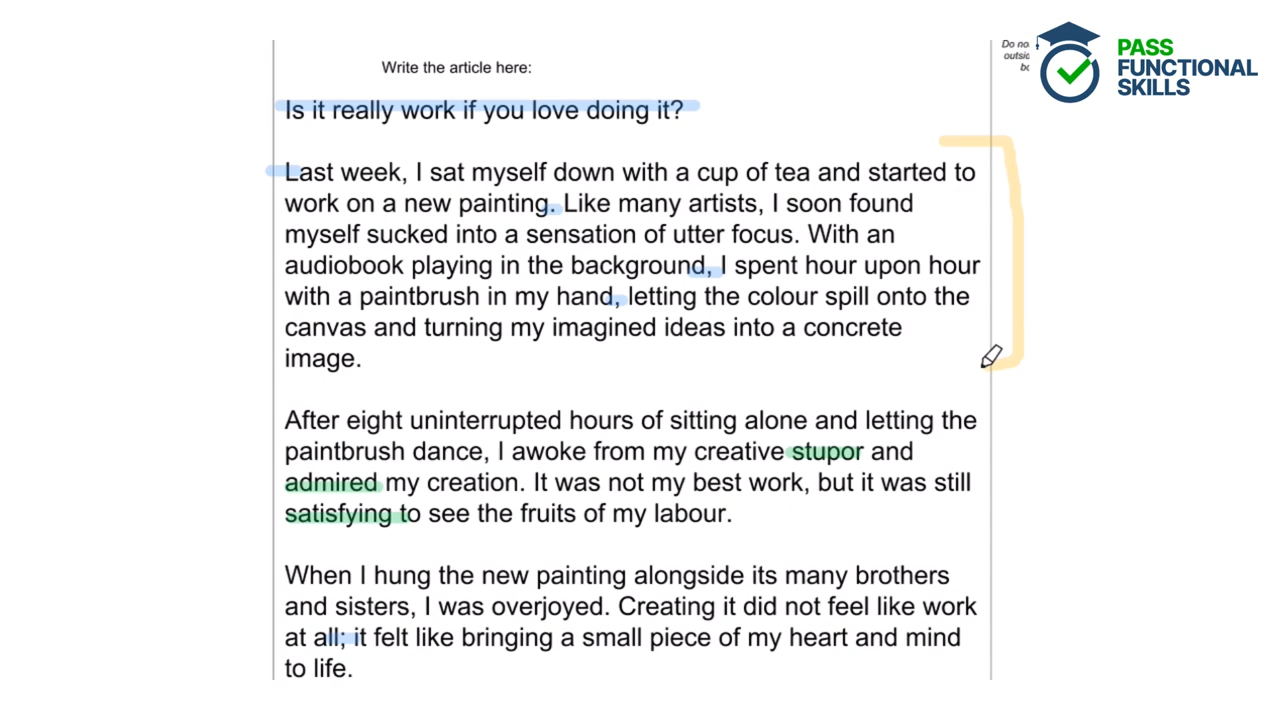 Write the article here:
Do no
outsic
bc
PASS
FUNCTIONAL
SKILLS
Is it really work if you love doing it?
Last week, I sat myself down with a cup of tea and started to
work on a new painting. Like many artists, I soon found
myself sucked into a sensation of utter focus. With an
audiobook playing in the background, I spent hour upon hour
with a paintbrush in my hand, letting the colour spill onto the
canvas and turning my imagined ideas into a concrete
image.
After eight uninterrupted hours of sitting alone and letting the
paintbrush dance, I awoke from my creative stupor and
admired my creation. It was not my best work, but it was still
satisfying to see the fruits of my labour.
When I hung the new painting alongside its many brothers
and sisters, I was overjoyed. Creating it did not feel like work
at all; it felt like bringing a small piece of my heart and mind
to life.